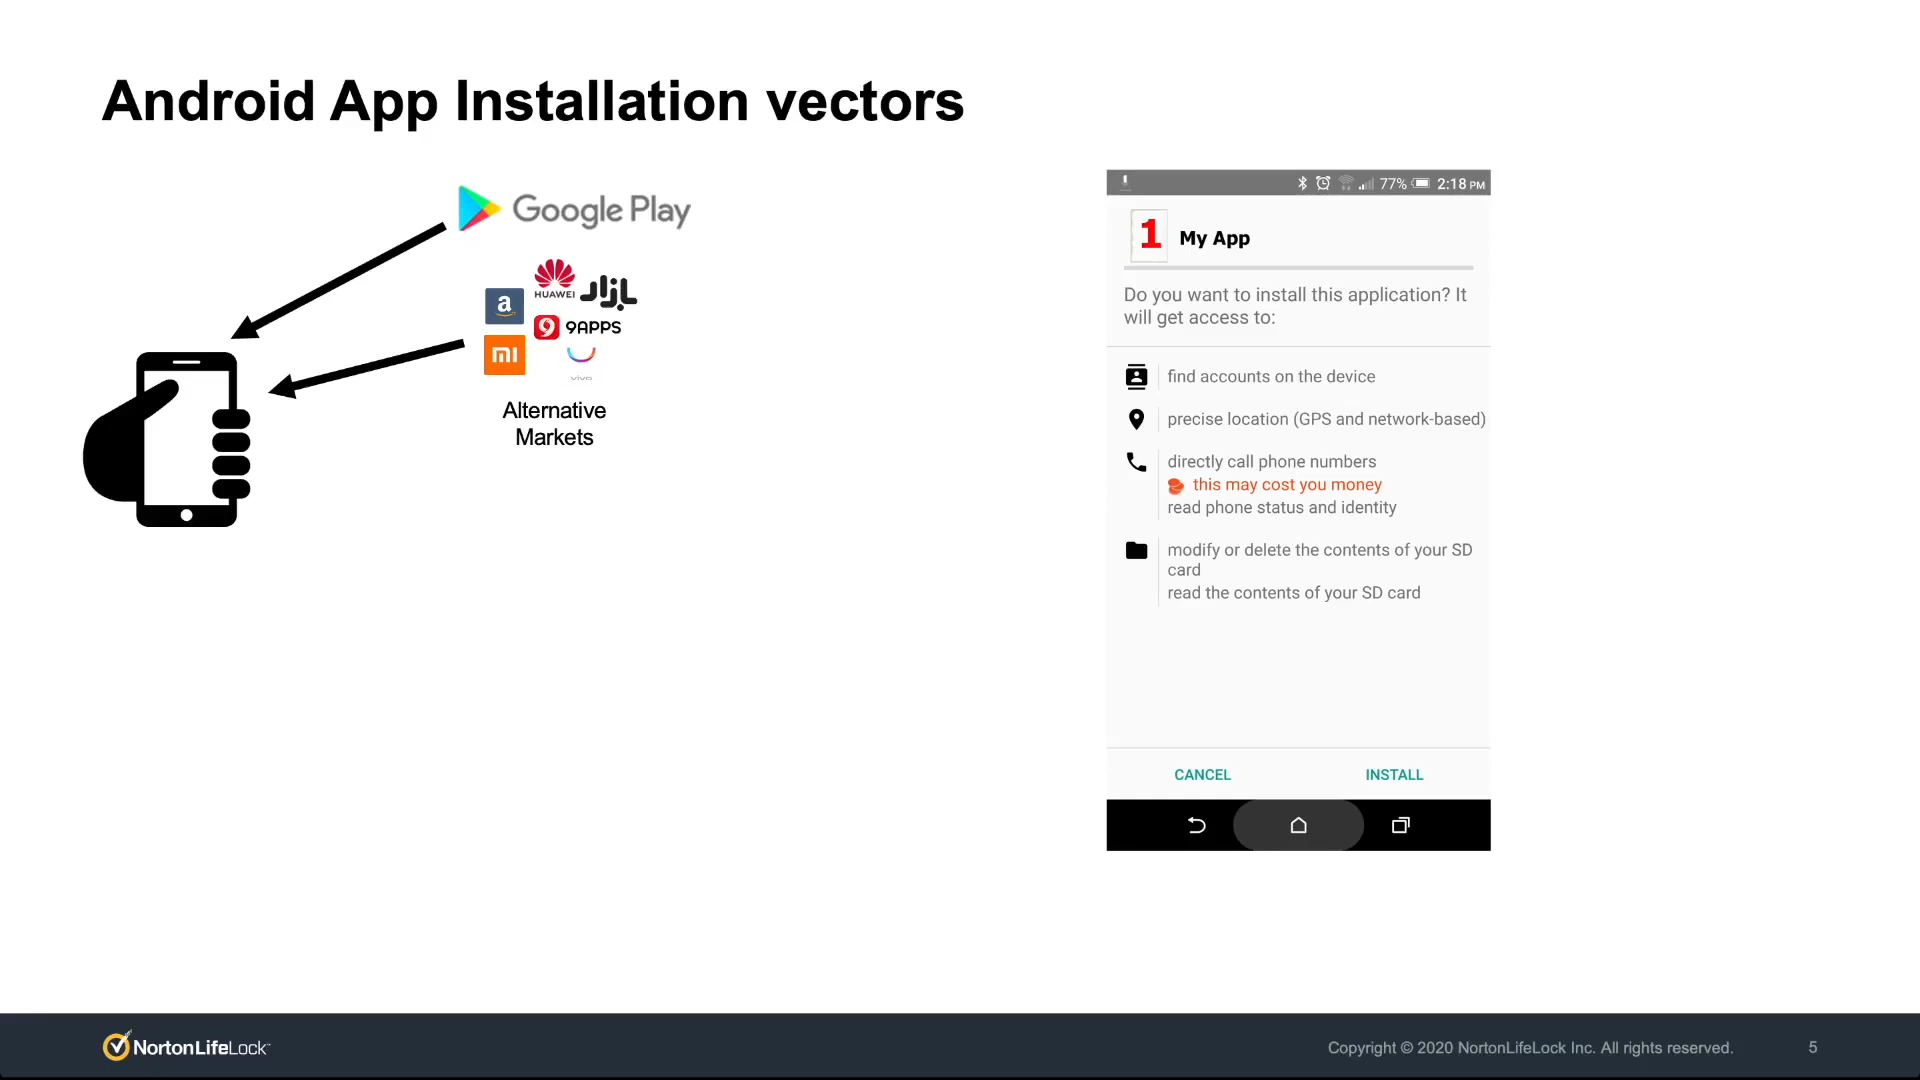 Android App Installation vectors
Google Play
HUAWEI
بازار
a
9APPS
mi
vivo
Alternative
Markets
77%
2:18 PM
1
My App
Do you want to install this application? It
will get access to:
find accounts on the device
precise location (GPS and network-based)
directly call phone numbers
this may cost you money
read phone status and identity
modify or delete the contents of your SD
card
read the contents of your SD card
CANCEL
INSTALL
NortonLifeLock™
Copyright © 2020 NortonLifeLock Inc. All rights reserved.
5